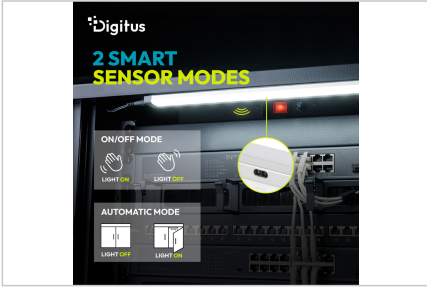 Digitus
2 SMART
SENSOR MODES
ON/OFF MODE
LIGHT ON
LIGHT OFF
AUTOMATIC MODE
LIGHT OFF
LIGHT ON